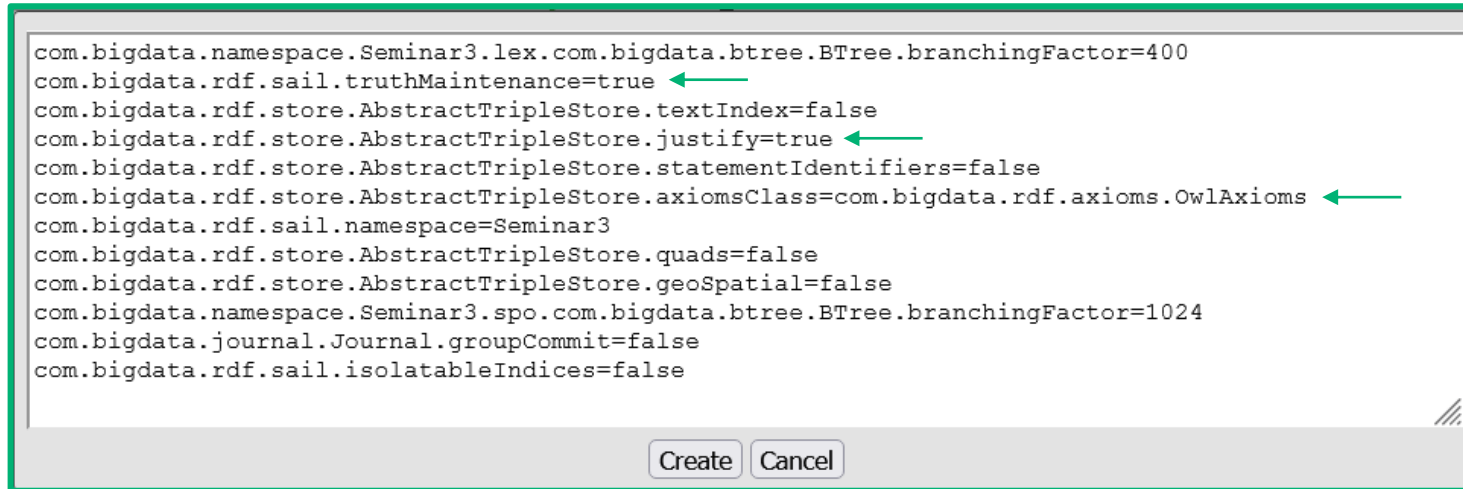 com.bigdata.namespace.Seminar3.lex.com.bigdata.btree.BTree.branchingFactor=400
com.bigdata.rdf.sail.truthMaintenance=true
com.bigdata.rdf.store.AbstractTripleStore.textIndex=false
com.bigdata.rdf.store.AbstractTripleStore.justify=true
com.bigdata.rdf.store.AbstractTripleStore.statementIdentifiers=false
com.bigdata.rdf.store.AbstractTripleStore.axiomsClass=com.bigdata.rdf.axioms.OwlAxioms
com.bigdata.rdf.sail.namespace=Seminar3
com.bigdata.rdf.store.AbstractTripleStore.quads=false
com.bigdata.rdf.store.AbstractTripleStore.geoSpatial=false
com.bigdata.namespace.Seminar3.spo.com.bigdata.btree.BTree.branchingFactor=1024
com.bigdata.journal.Journal.groupCommit=false
com.bigdata.rdf.sail.isolatableIndices=false
Create Cancel